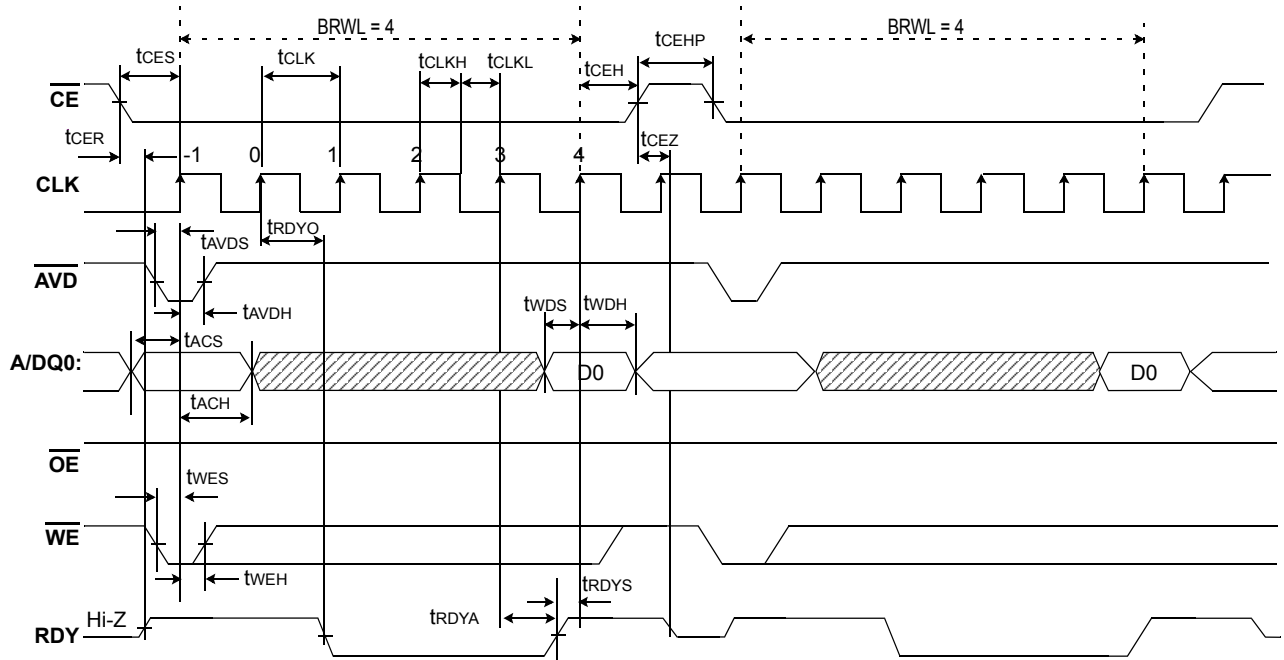 BRWL = 4 BRWL = 4
tCES tCLK tCLKH tCLKL tCEH tCEHP
CE
tCER tCEZ
-1 0 1 2 3 4
CLK
tAVDS tRDYO
AVD
tAVDH tWDS tWDH
tACS
A/DQ0: D0 D0
tACH
OE
tWES
WE
tWEH tRDYS
Hi-Z tRDYA
RDY